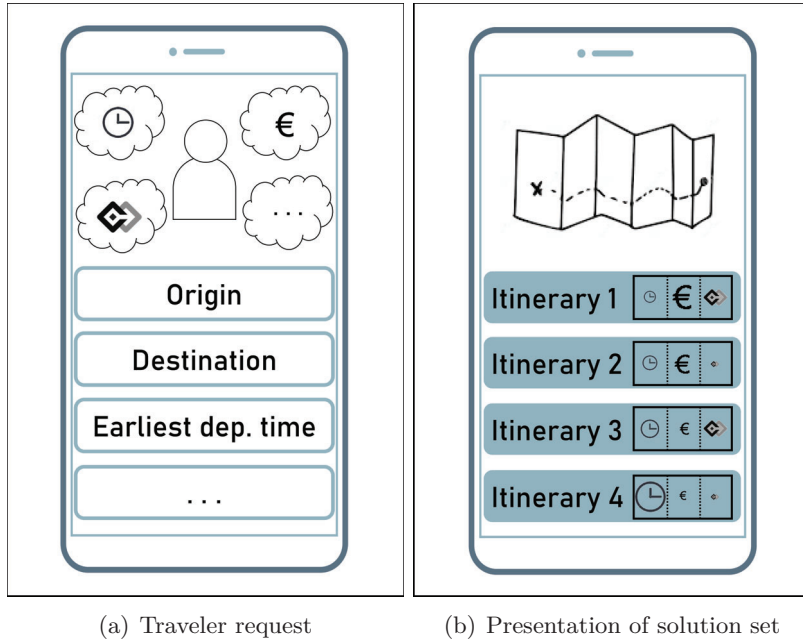 €
...
Origin
Destination
Earliest dep. time
...
(a) Traveler request
Itinerary 1 €
Itinerary 2 €
Itinerary 3 €
Itinerary 4 €
(b) Presentation of solution set